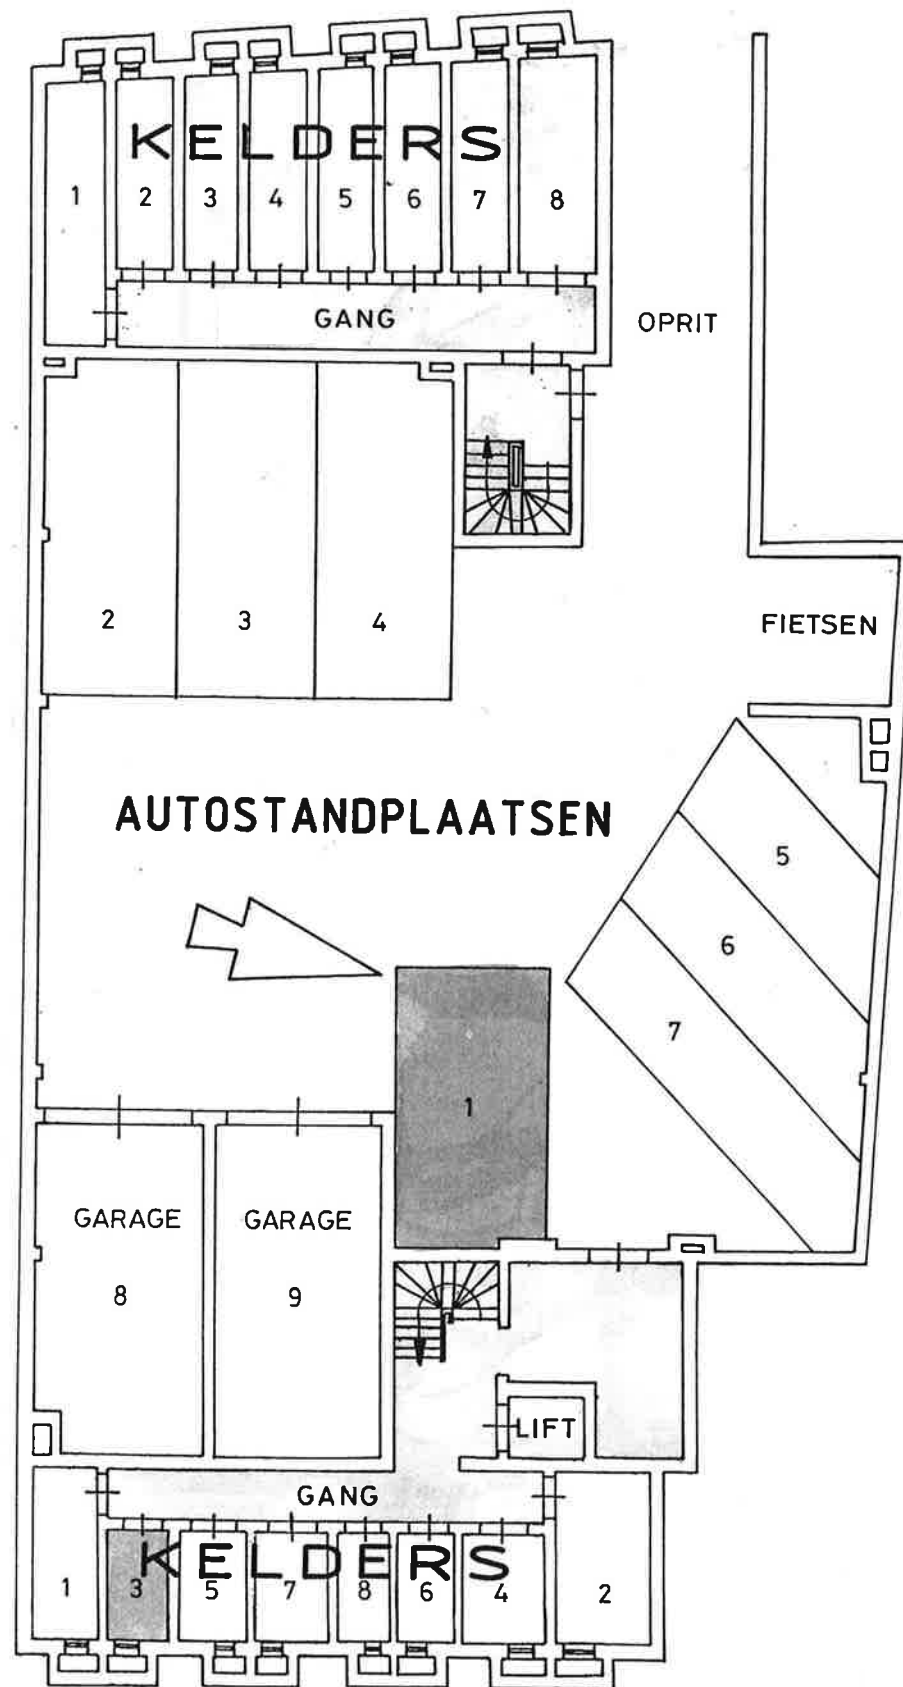 KELDERS
1 2 3 4 5 6 7 8
GANG
OPRIT
2 3 4
FIETSEN
AUTOSTANDPLAATSEN
5
6
7
1
GARAGE GARAGE
8 9
LIFT
GANG
KELDERS
1 3 5 7 8 6 4 2